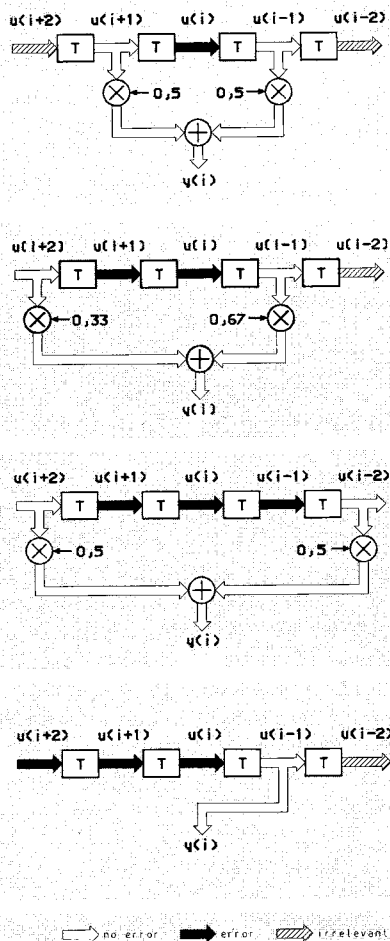 u(i+2) u(i+1) u(i) u(i-1) u(i-2)
T T T T
0,5 0,5
y(i)
u(i+2) u(i+1) u(i) u(i-1) u(i-2)
T T T T
0,33 0,67
y(i)
u(i+2) u(i+1) u(i) u(i-1) u(i-2)
T T T T
0,5 0,5
y(i)
u(i+2) u(i+1) u(i) u(i-1) u(i-2)
T T T T
y(i)
no error error irrelevant